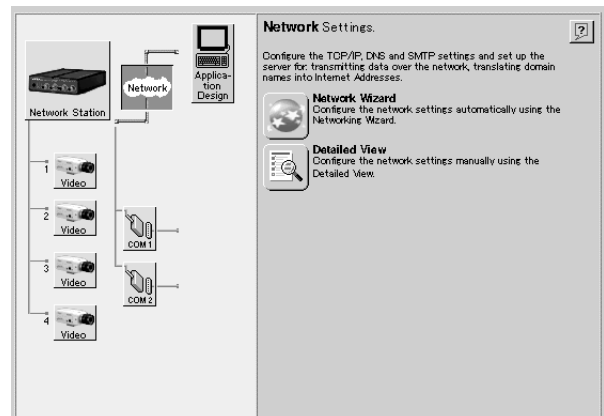 Network Station
Network
Applica-
tion
Design
1
Video
2
Video
3
Video
4
Video
COM 1
COM 2
Network Settings.
?
Configure the TCP/IP, DNS and SMTP settings and set up the
server for: transmitting data over the network, translating domain
names into Internet Addresses.
Network Wizard
Configure the network settings automatically using the
Networking Wizard.
Detailed View
Configure the network settings manually using the
Detailed View.